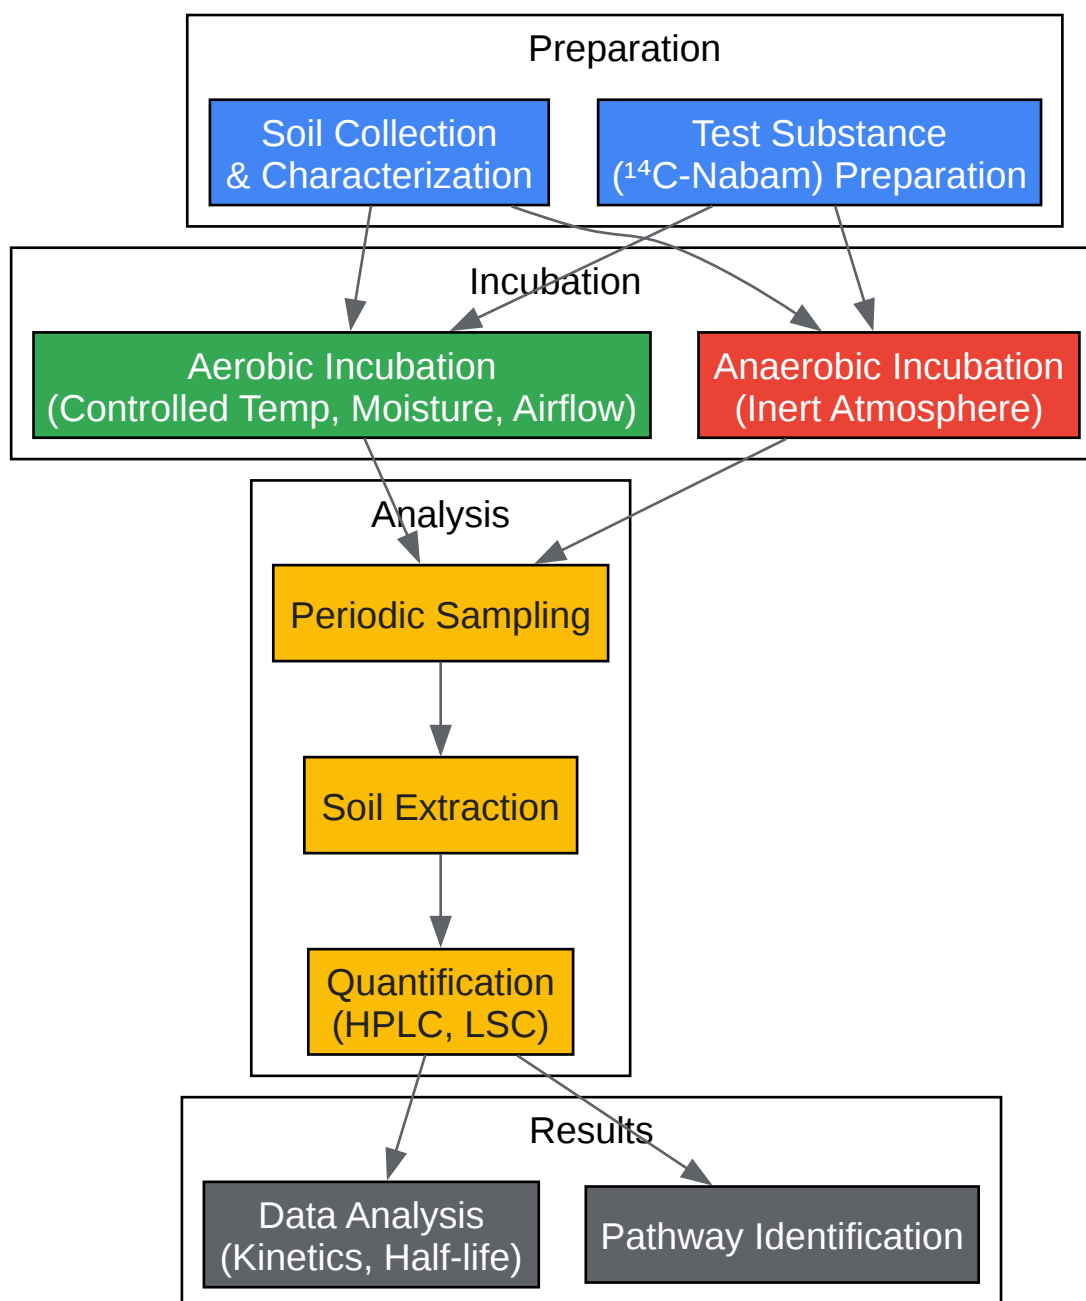 Preparation
Soil Collection
& Characterization
Test Substance
(¹⁴C-Nabam) Preparation
Incubation
Aerobic Incubation
(Controlled Temp, Moisture, Airflow)
Anaerobic Incubation
(Inert Atmosphere)
Analysis
Periodic Sampling
Soil Extraction
Quantification
(HPLC, LSC)
Results
Data Analysis
(Kinetics, Half-life)
Pathway Identification